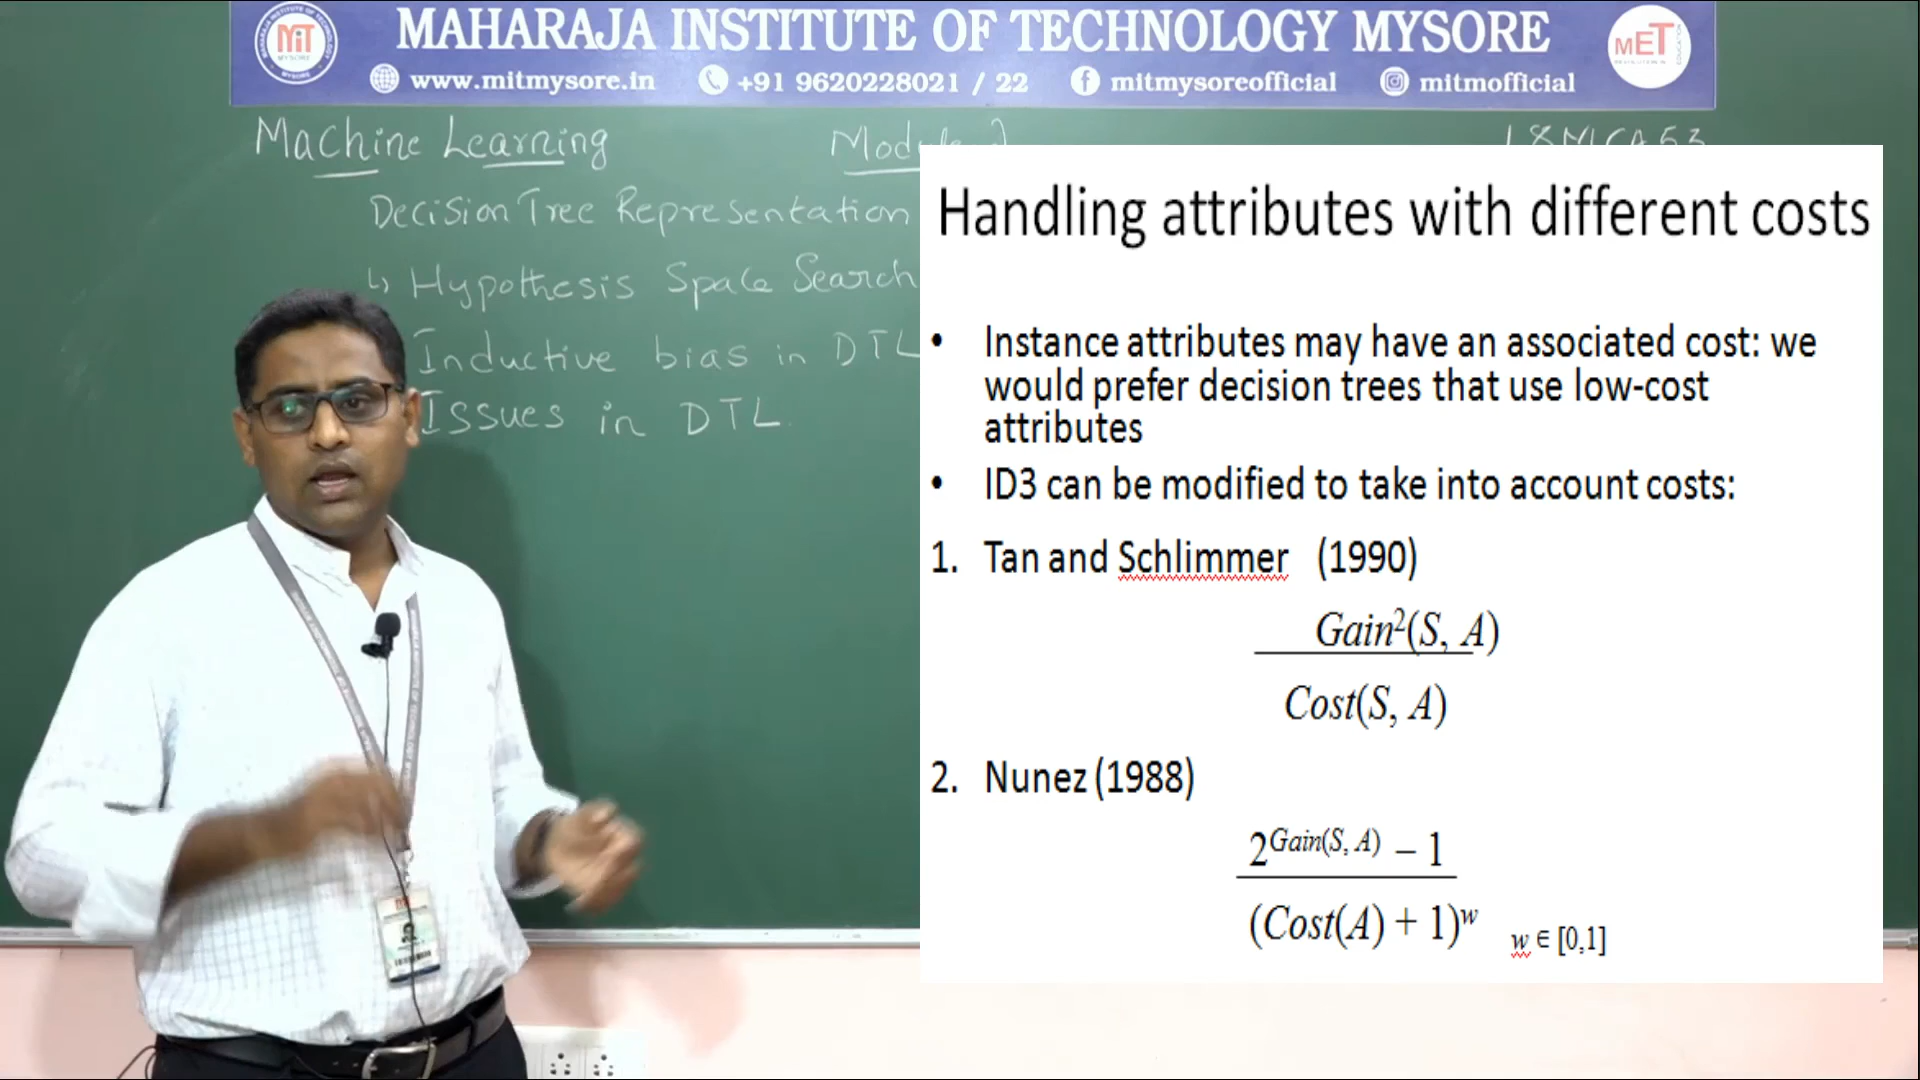 MAHARAJA INSTITUTE OF TECHNOLOGY MYSORE
MiT
MYSORE
MET
www.mitmysore.in +91 9620228021 / 22 mitmysoreofficial mitmofficial
Machine Learning
18MCA53
Decision Tree Representation
↳ Hypothesis Space Search
Inductive bias in DTL
Issues in DTL.
Handling attributes with different costs
• Instance attributes may have an associated cost: we
would prefer decision trees that use low-cost
attributes
• ID3 can be modified to take into account costs:
1. Tan and Schlimmer (1990)
Gain²(S, A)
Cost(S, A)
2. Nunez (1988)
2^Gain(S, A) – 1
(Cost(A) + 1)^w w ∈ [0,1]